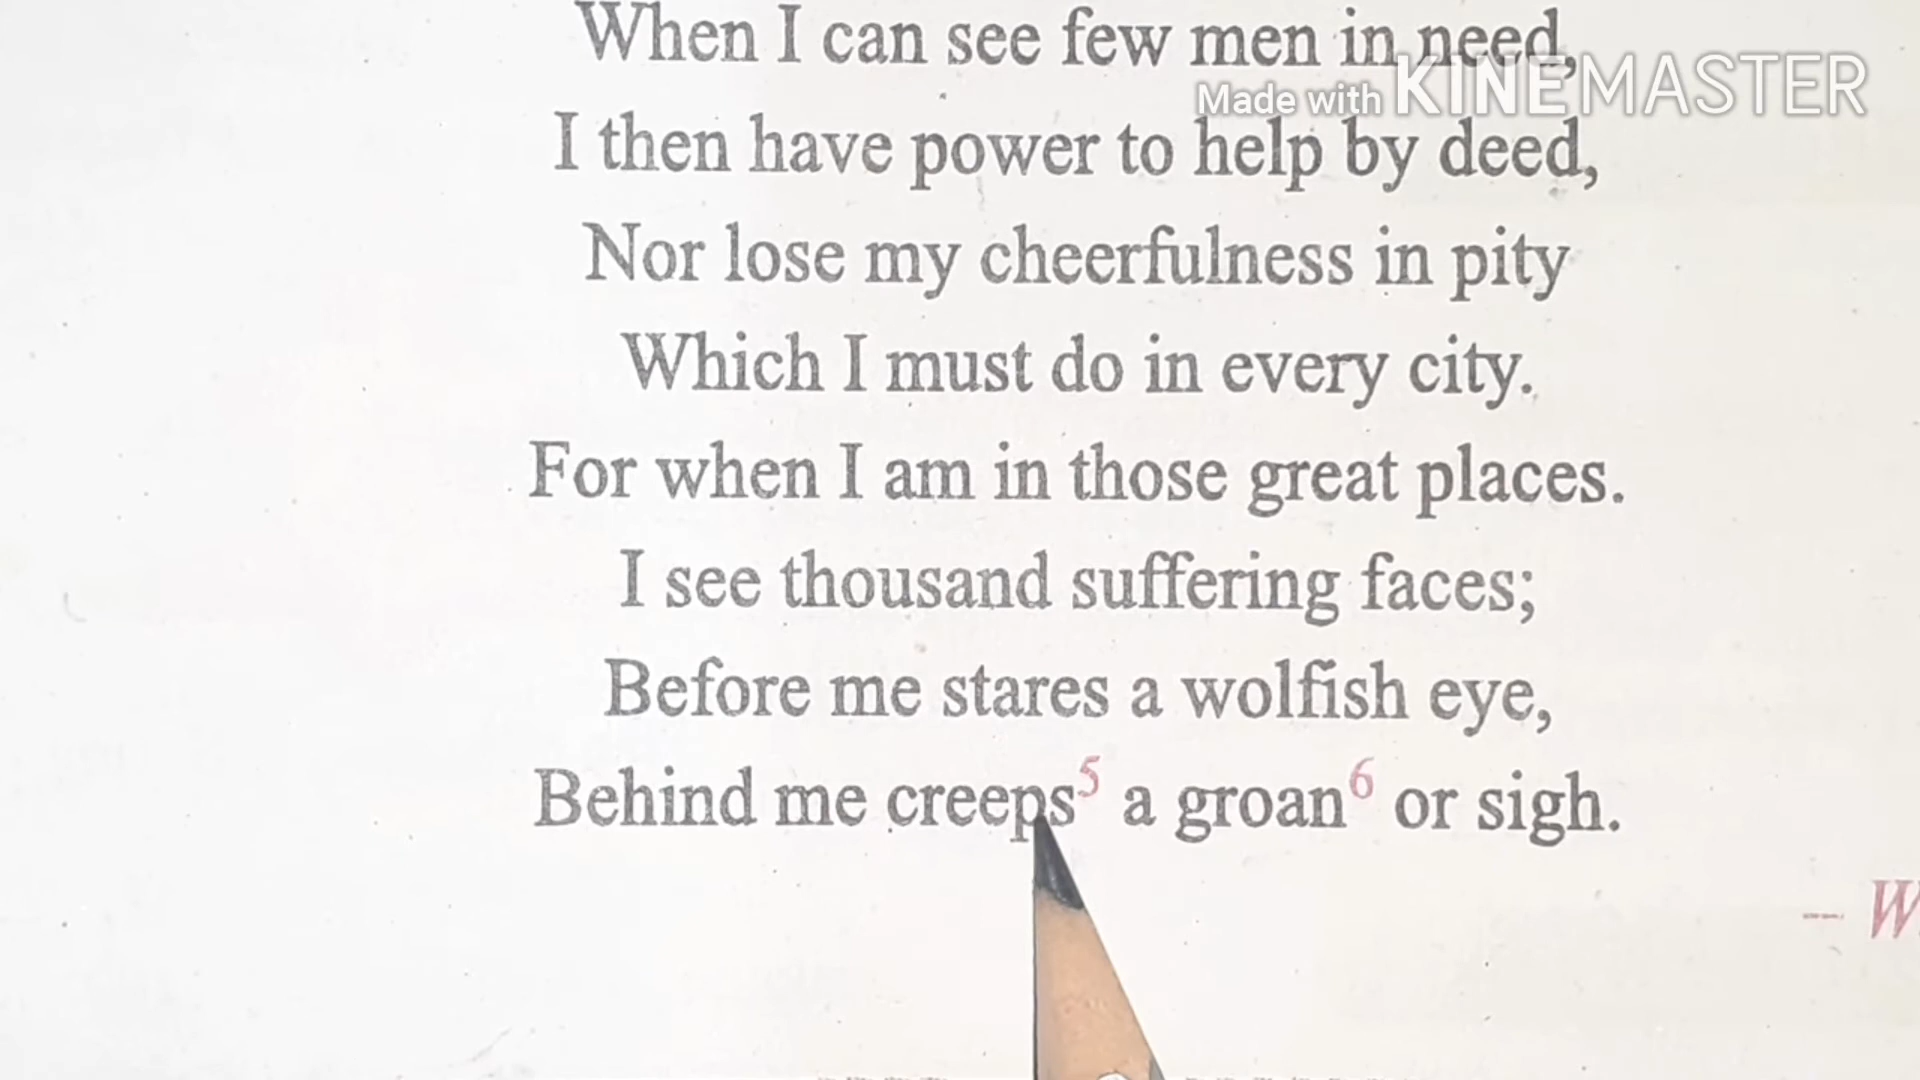 When I can see few men in need,
Made with KINEMASTER
I then have power to help by deed,
Nor lose my cheerfulness in pity
Which I must do in every city.
For when I am in those great places.
I see thousand suffering faces;
Before me stares a wolfish eye,
Behind me creeps5 a groan6 or sigh.
– W